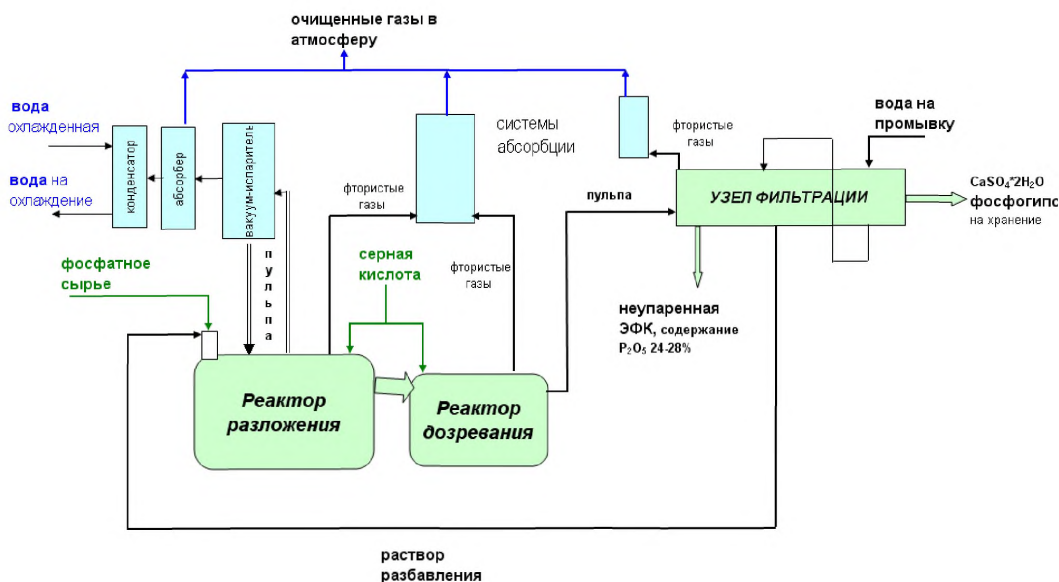 очищенные газы в
атмосферу
вода
охлажденная
вода на
охлаждение
конденсатор
абсорбер
вакуум-испаритель
фтористые
газы
системы
абсорбции
фтористые
газы
вода на
промывку
пульпа
УЗЕЛ ФИЛЬТРАЦИИ
CaSO₄*2H₂O
фосфогипс
на хранение
фосфатное
сырье
пульпа
серная
кислота
фтористые
газы
неупаренная
ЭФК, содержание
P₂O₅ 24-28%
Реактор
разложения
Реактор
дозревания
раствор
разбавления